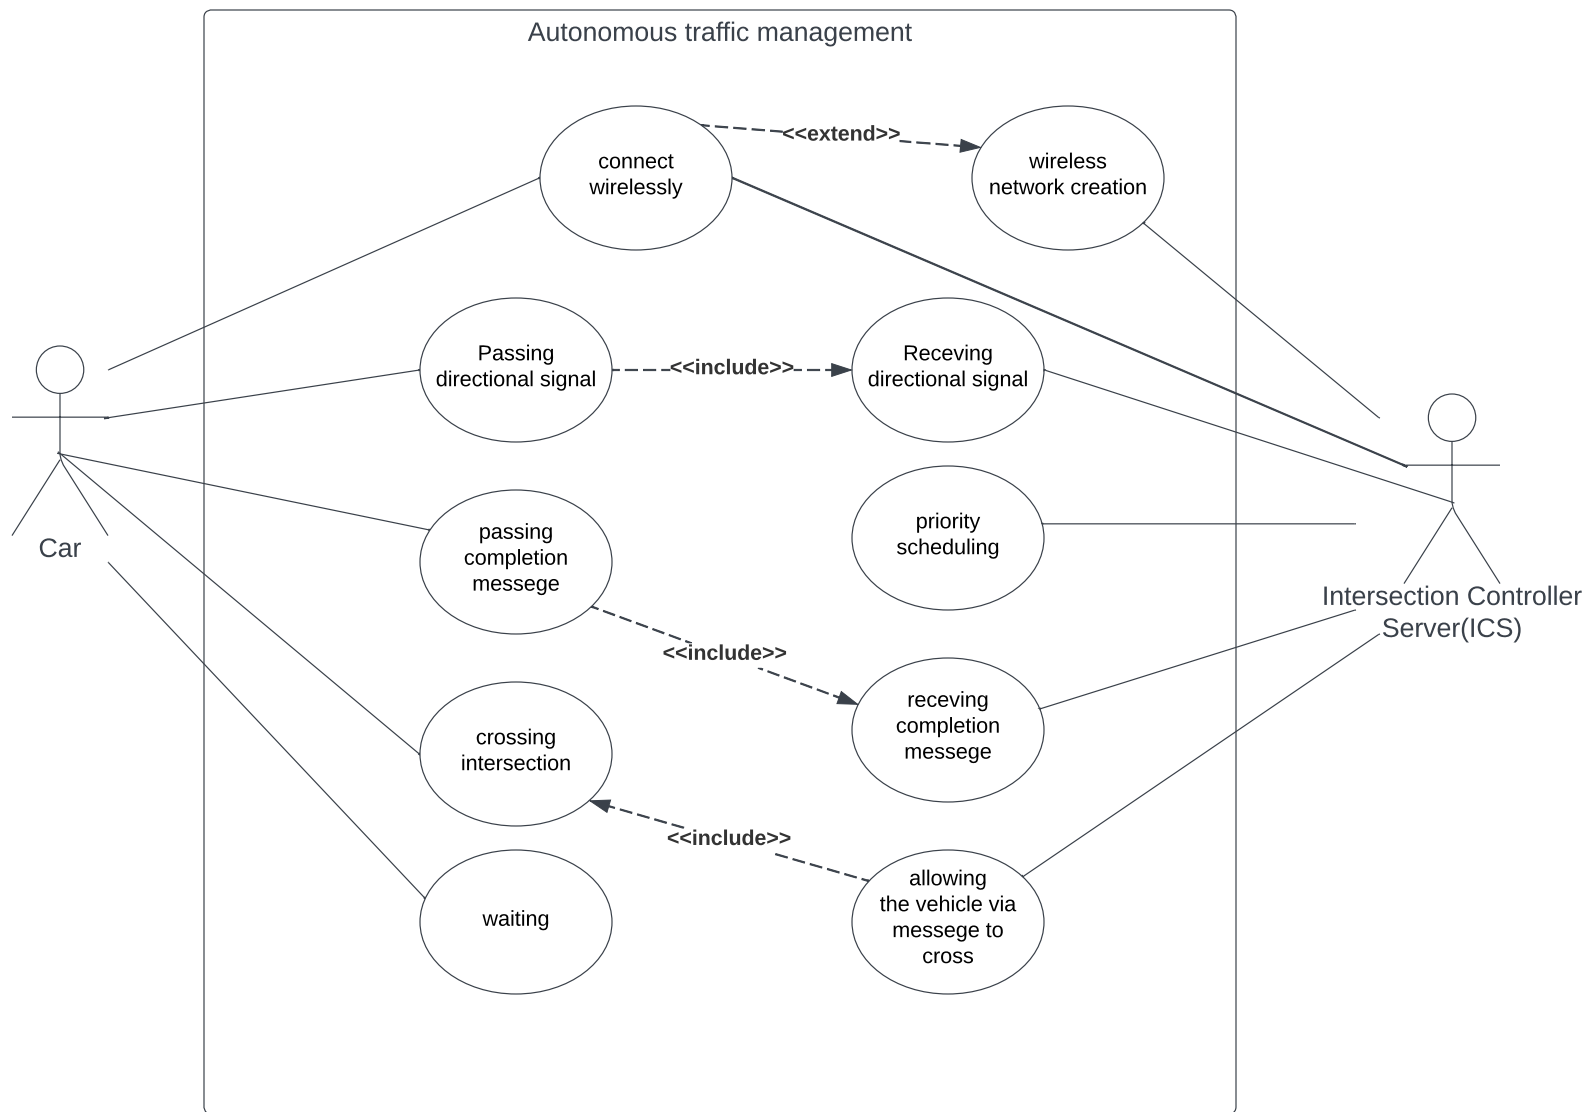 Autonomous traffic management
<<extend>>
connect
wirelessly
wireless
network creation
Passing
directional signal
<<include>>
Receving
directional signal
Car
passing
completion
messege
priority
scheduling
Intersection Controller
Server(ICS)
<<include>>
receving
completion
messege
crossing
intersection
<<include>>
waiting
allowing
the vehicle via
messege to
cross